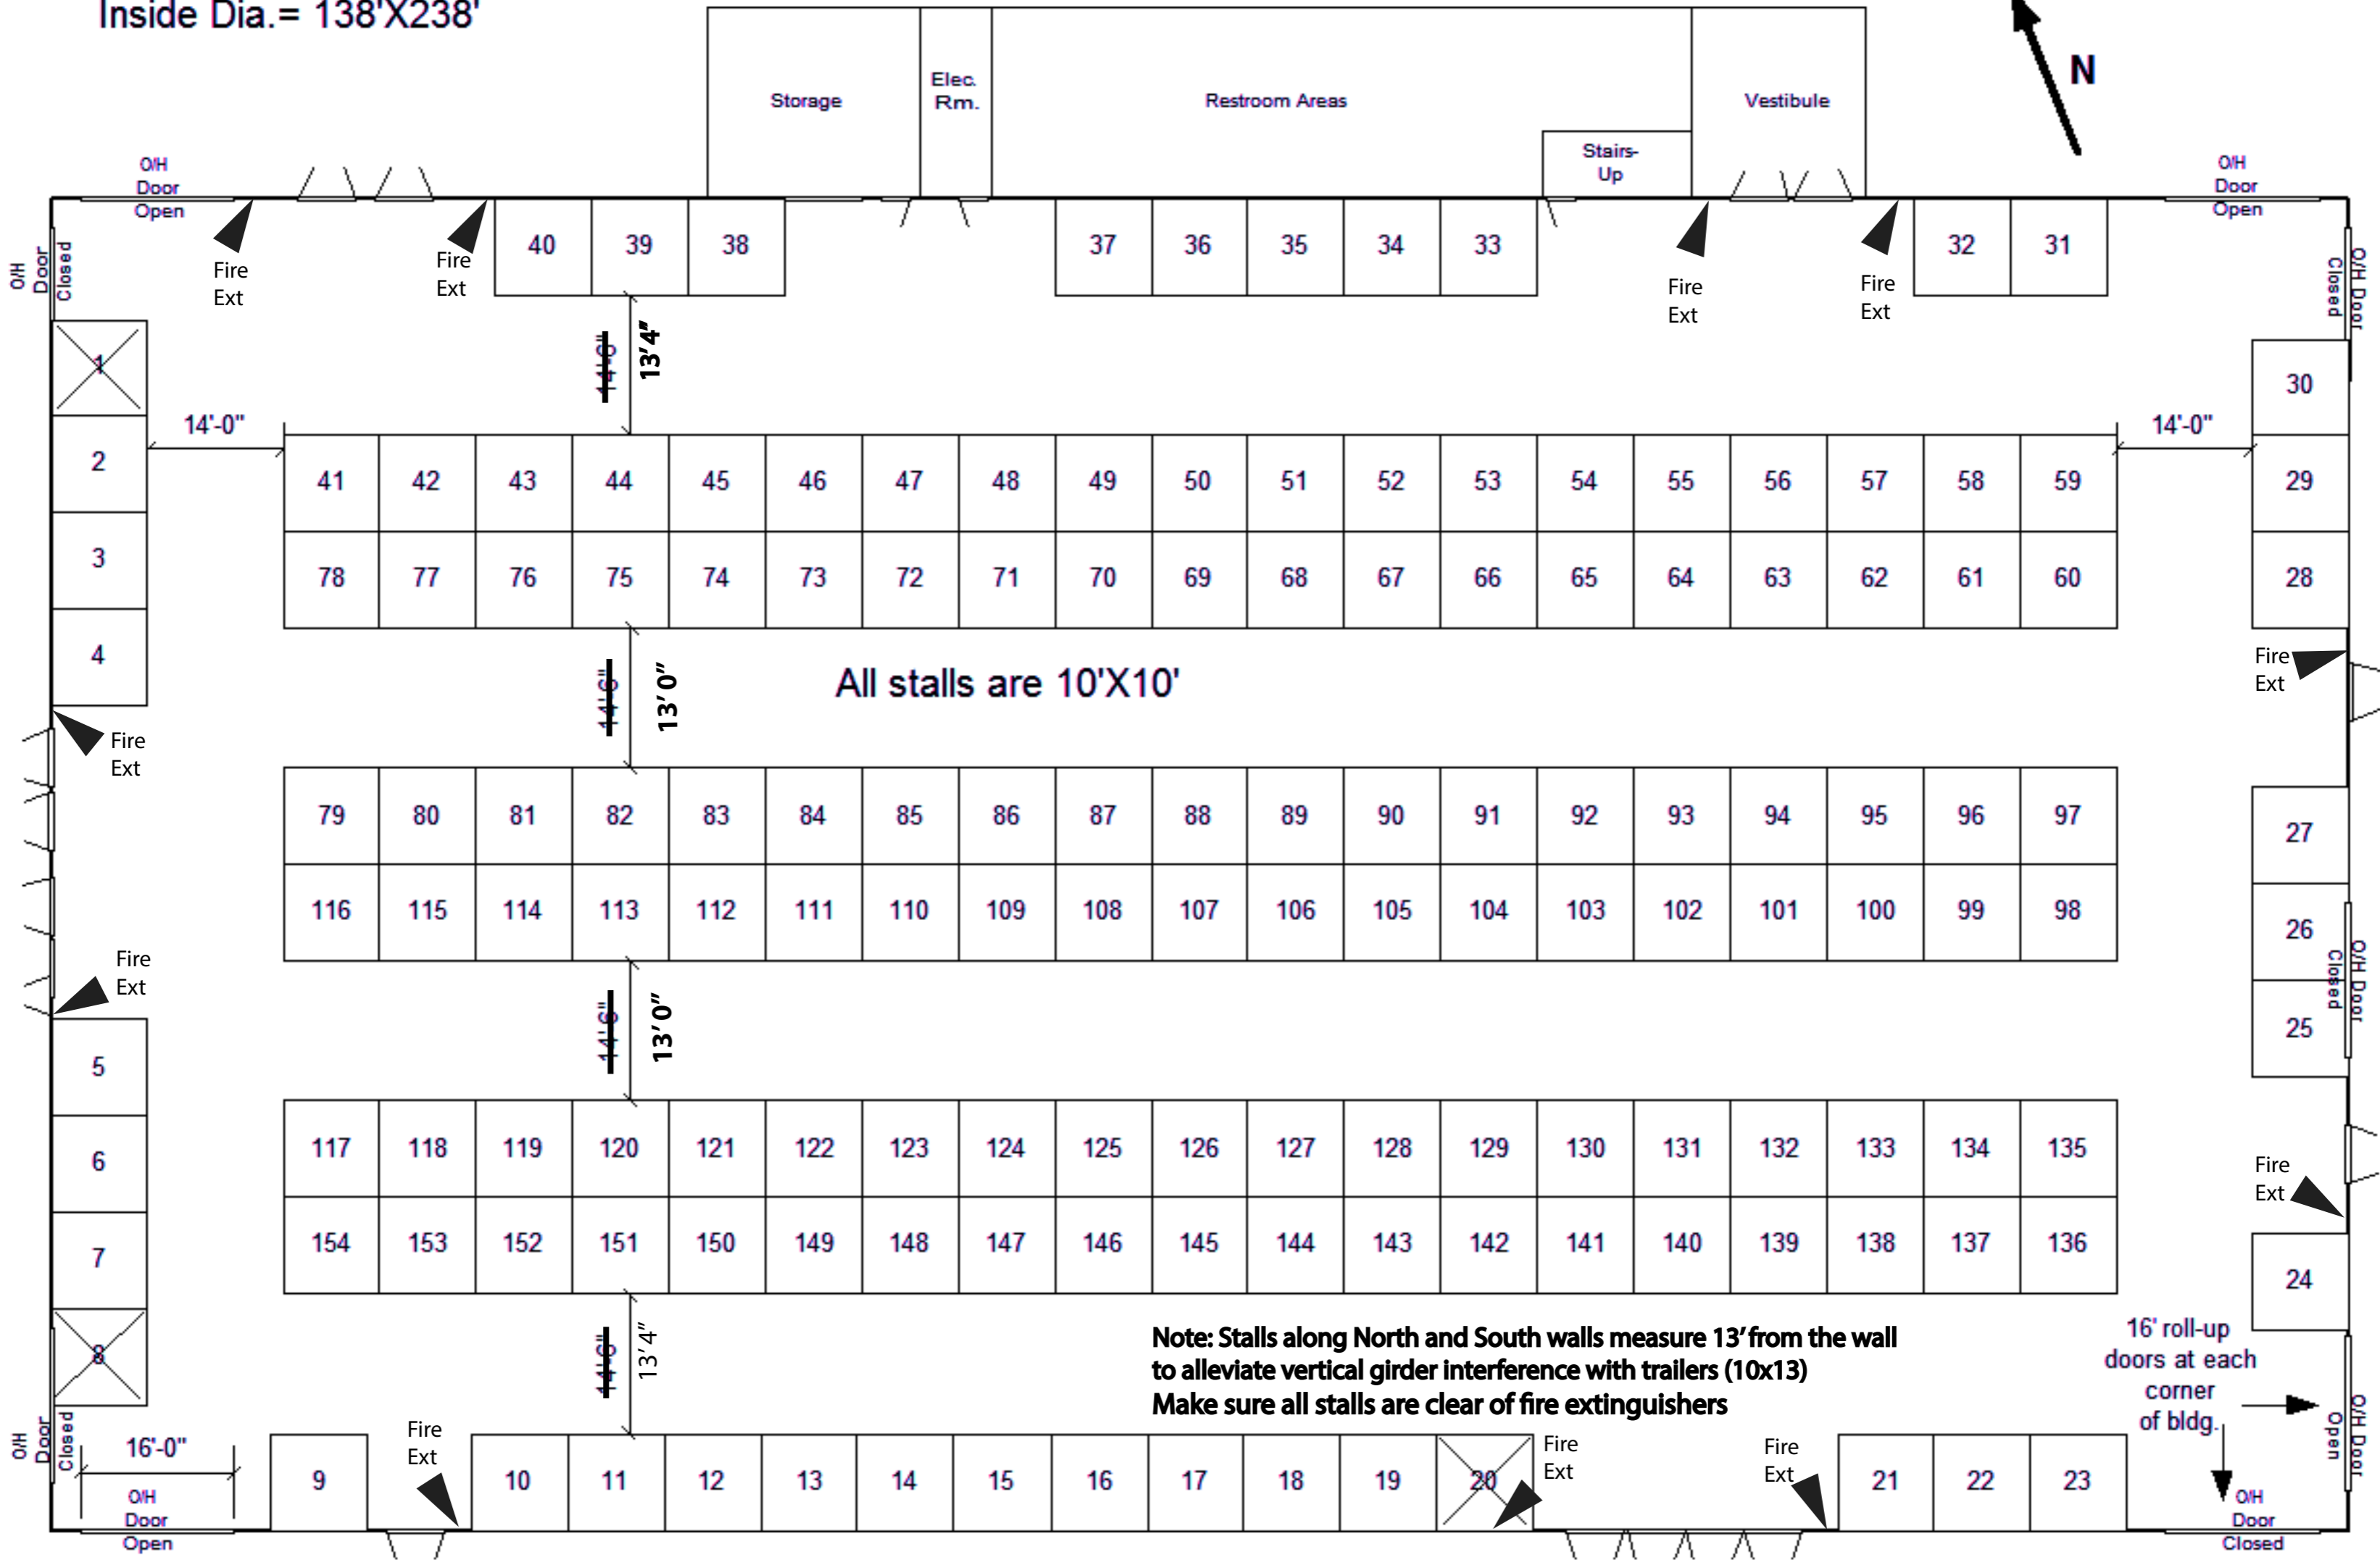 Inside Dia.= 138'X238'
N
Storage
Elec.
Rm.
Restroom Areas
Stairs-
Up
Vestibule
O/H
Door
Open
O/H
Door
Open
O/H
Door
Closed
O/H Door
Closed
Fire
Ext
Fire
Ext
Fire
Ext
Fire
Ext
40 39 38 37 36 35 34 33 32 31
14'-6"
13'4"
1
2
3
4
14'-0"
14'-0"
30
29
28
41 42 43 44 45 46 47 48 49 50 51 52 53 54 55 56 57 58 59
78 77 76 75 74 73 72 71 70 69 68 67 66 65 64 63 62 61 60
14'-6"
13' 0"
All stalls are 10'X10'
Fire
Ext
Fire
Ext
79 80 81 82 83 84 85 86 87 88 89 90 91 92 93 94 95 96 97
116 115 114 113 112 111 110 109 108 107 106 105 104 103 102 101 100 99 98
27
26
25
O/H Door
Closed
Fire
Ext
14'-6"
13' 0"
5
6
7
8
117 118 119 120 121 122 123 124 125 126 127 128 129 130 131 132 133 134 135
154 153 152 151 150 149 148 147 146 145 144 143 142 141 140 139 138 137 136
Fire
Ext
24
14'-6"
13' 4"
Note: Stalls along North and South walls measure 13' from the wall
to alleviate vertical girder interference with trailers (10x13)
Make sure all stalls are clear of fire extinguishers
16' roll-up
doors at each
corner
of bldg.
O/H
Door
Closed
O/H Door
Open
16'-0"
O/H
Door
Open
Fire
Ext
Fire
Ext
Fire
Ext
9 10 11 12 13 14 15 16 17 18 19 20 21 22 23
O/H
Door
Closed